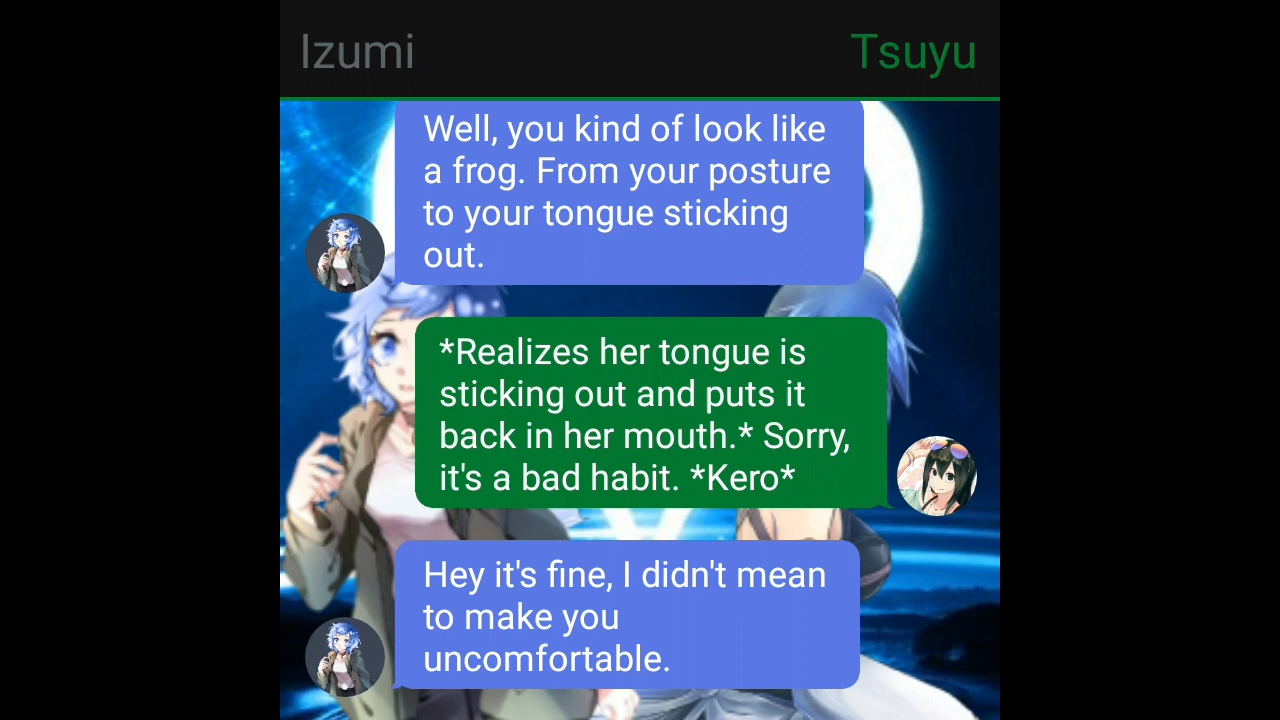 Izumi
Tsuyu
Well, you kind of look like
a frog. From your posture
to your tongue sticking
out.
*Realizes her tongue is
sticking out and puts it
back in her mouth.* Sorry,
it's a bad habit. *Kero*
Hey it's fine, I didn't mean
to make you
uncomfortable.